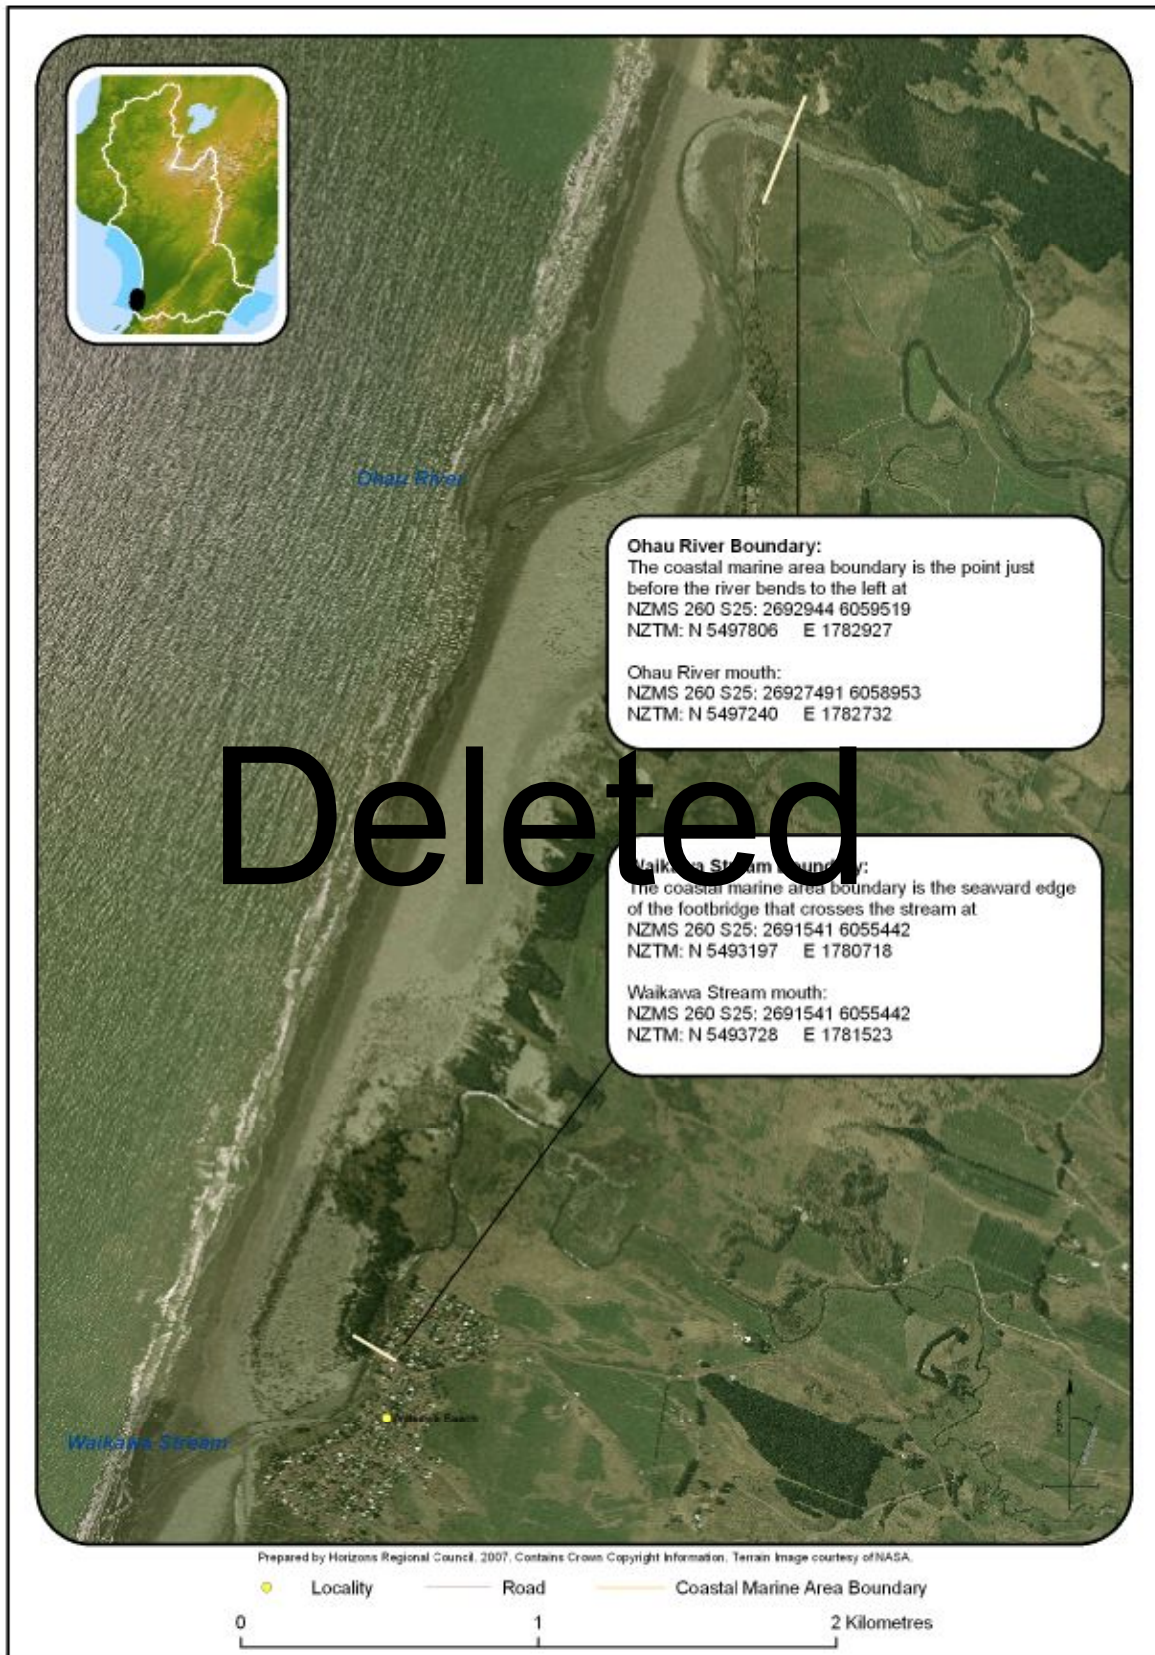 Ohau River
Ohau River Boundary:
The coastal marine area boundary is the point just
before the river bends to the left at
NZMS 260 S25: 2692944 6059519
NZTM: N 5497806 E 1782927
Ohau River mouth:
NZMS 260 S25: 26927491 6058953
NZTM: N 5497240 E 1782732
Deleted
Waikawa Stream Boundary:
The coastal marine area boundary is the seaward edge
of the footbridge that crosses the stream at
NZMS 260 S25: 2691541 6055442
NZTM: N 5493197 E 1780718
Waikawa Stream mouth:
NZMS 260 S25: 2691541 6055442
NZTM: N 5493728 E 1781523
Waikawa Beach
Waikawa Stream
Prepared by Horizons Regional Council, 2007. Contains Crown Copyright Information. Terrain Image courtesy of NASA.
Locality Road Coastal Marine Area Boundary
0 1 2 Kilometres